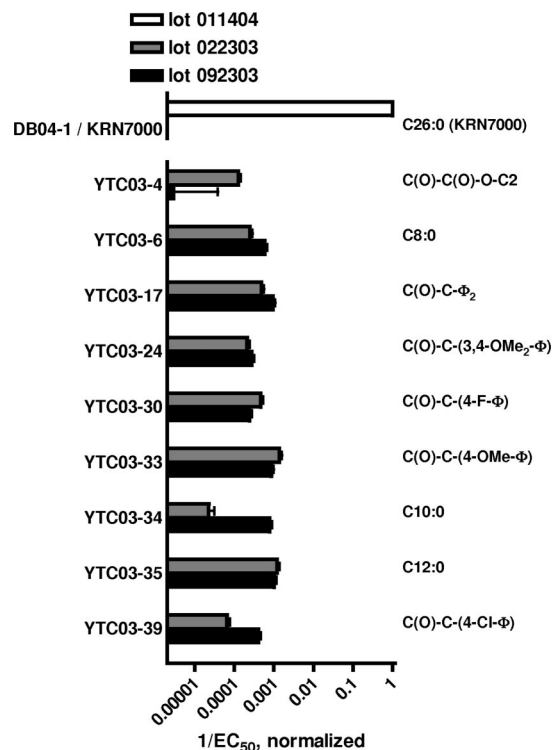 lot 011404
lot 022303
lot 092303
DB04-1 / KRN7000
C26:0 (KRN7000)
YTC03-4
C(O)-C(O)-O-C2
YTC03-6
C8:0
YTC03-17
C(O)-C-Φ₂
YTC03-24
C(O)-C-(3,4-OMe₂-Φ)
YTC03-30
C(O)-C-(4-F-Φ)
YTC03-33
C(O)-C-(4-OMe-Φ)
YTC03-34
C10:0
YTC03-35
C12:0
YTC03-39
C(O)-C-(4-Cl-Φ)
0.00001 0.0001 0.001 0.01 0.1 1
1/EC₅₀, normalized